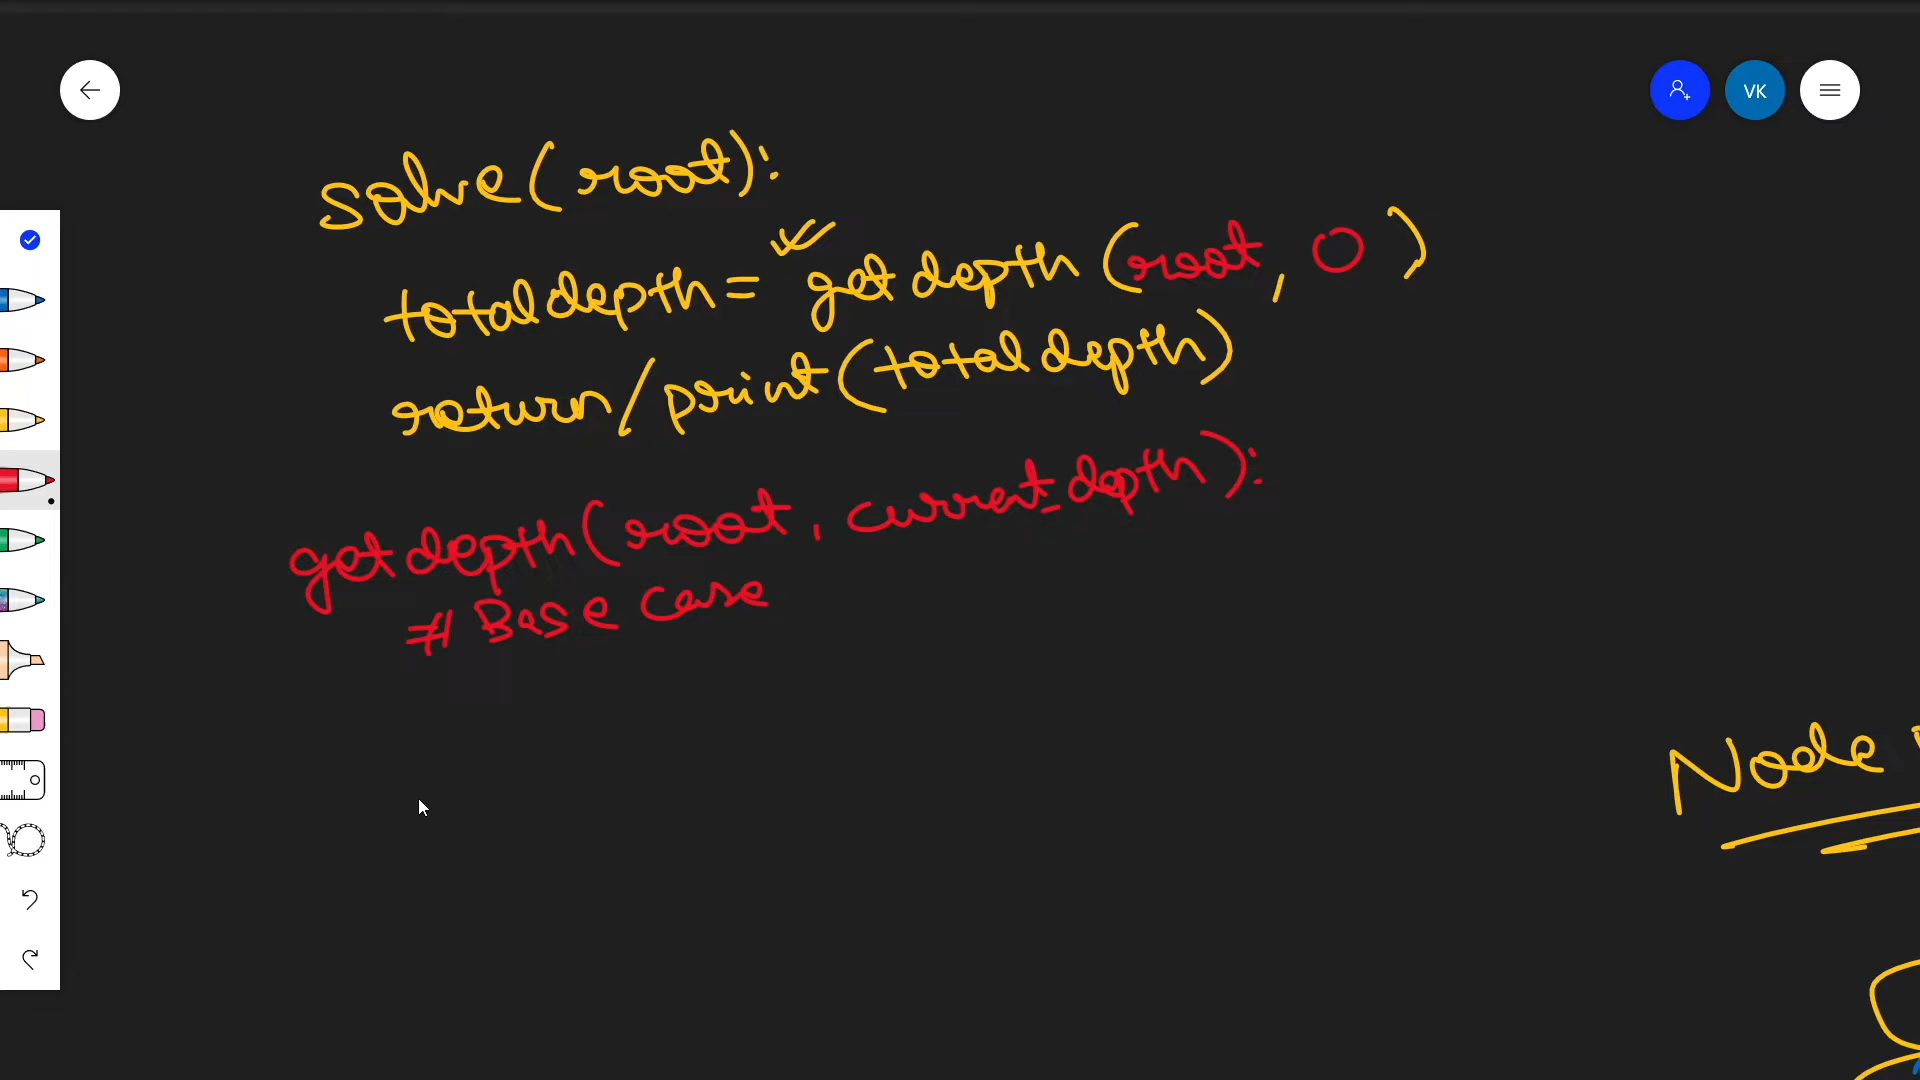 VK
solve(root):
totaldepth = getdepth(root, 0)
return/print(totaldepth)
getdepth(root, current_depth):
# Base case
Node